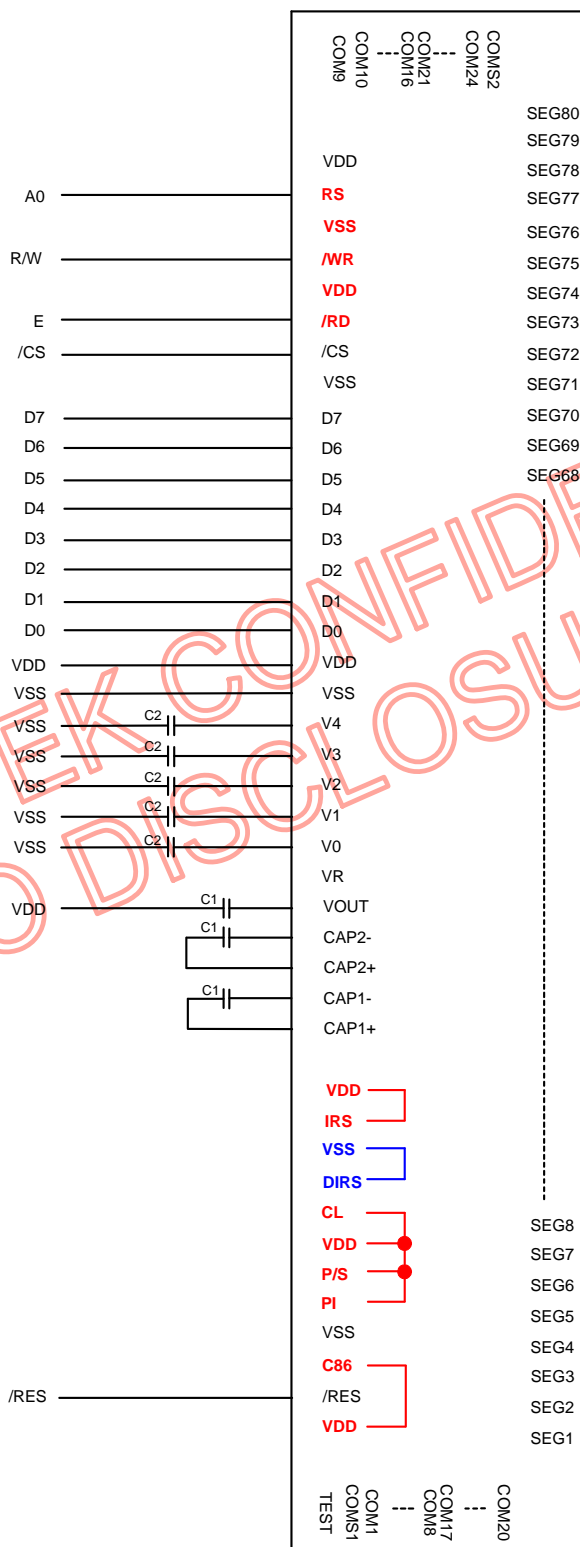 COM9
COM10
COM16
COM21
COM24
COMS2
SEG80
SEG79
VDD
SEG78
A0
RS
SEG77
VSS
SEG76
R/W
/WR
SEG75
VDD
SEG74
E
/RD
SEG73
/CS
/CS
SEG72
VSS
SEG71
D7
D7
SEG70
D6
D6
SEG69
D5
D5
SEG68
D4
D4
D3
D3
D2
D2
D1
D1
D0
D0
VDD
VDD
VSS
VSS
VSS
C2
V4
VSS
C2
V3
VSS
C2
V2
VSS
C2
V1
VSS
C2
V0
VR
VDD
C1
VOUT
C1
CAP2-
CAP2+
C1
CAP1-
CAP1+
VDD
IRS
VSS
DIRS
CL
VDD
P/S
PI
VSS
C86
/RES
/RES
VDD
SEG8
SEG7
SEG6
SEG5
SEG4
SEG3
SEG2
SEG1
TEST
COMS1
COM1
COM8
COM17
COM20